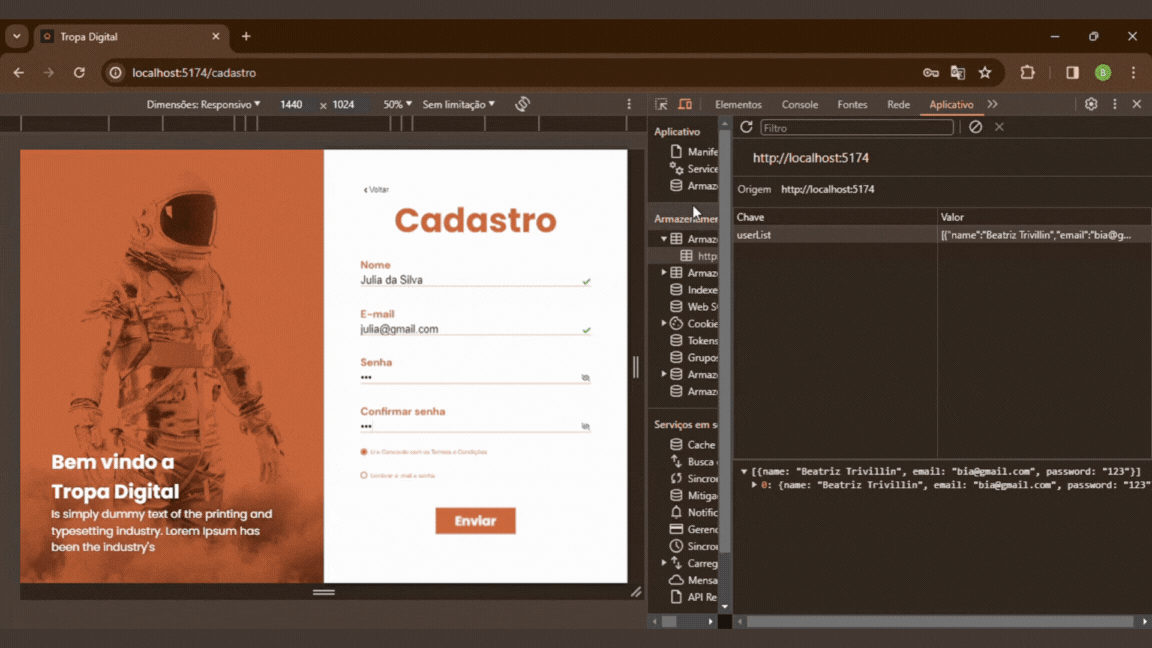 Tropa Digital
localhost:5174/cadastro
B
Dimensões: Responsivo 1440 × 1024 50% Sem limitação
Elementos Console Fontes Rede Aplicativo
Voltar
Cadastro
Nome
Julia da Silva
E-mail
julia@gmail.com
Senha
•••
Confirmar senha
•••
Li e Concordo com os Termos e Condições
Lembrar e-mail e senha
Enviar
Bem vindo a
Tropa Digital
Is simply dummy text of the printing and
typesetting industry. Lorem Ipsum has
been the industry's
Aplicativo
Manife
Service
Armaz
Armazenamen
Armaz
http:
Armaz
Indexe
Web S
Cookie
Tokens
Grupo
Armaz
Armaz
Serviços em s
Cache
Busca
Sincro
Mitiga
Notific
Gerenc
Sincro
Carreg
Mensa
API Re
Filtro
http://localhost:5174
Origem http://localhost:5174
Chave Valor
userList [{"name":"Beatriz Trivillin","email":"bia@g...
[{name: "Beatriz Trivillin", email: "bia@gmail.com", password: "123"}]
0: {name: "Beatriz Trivillin", email: "bia@gmail.com", password: "123"